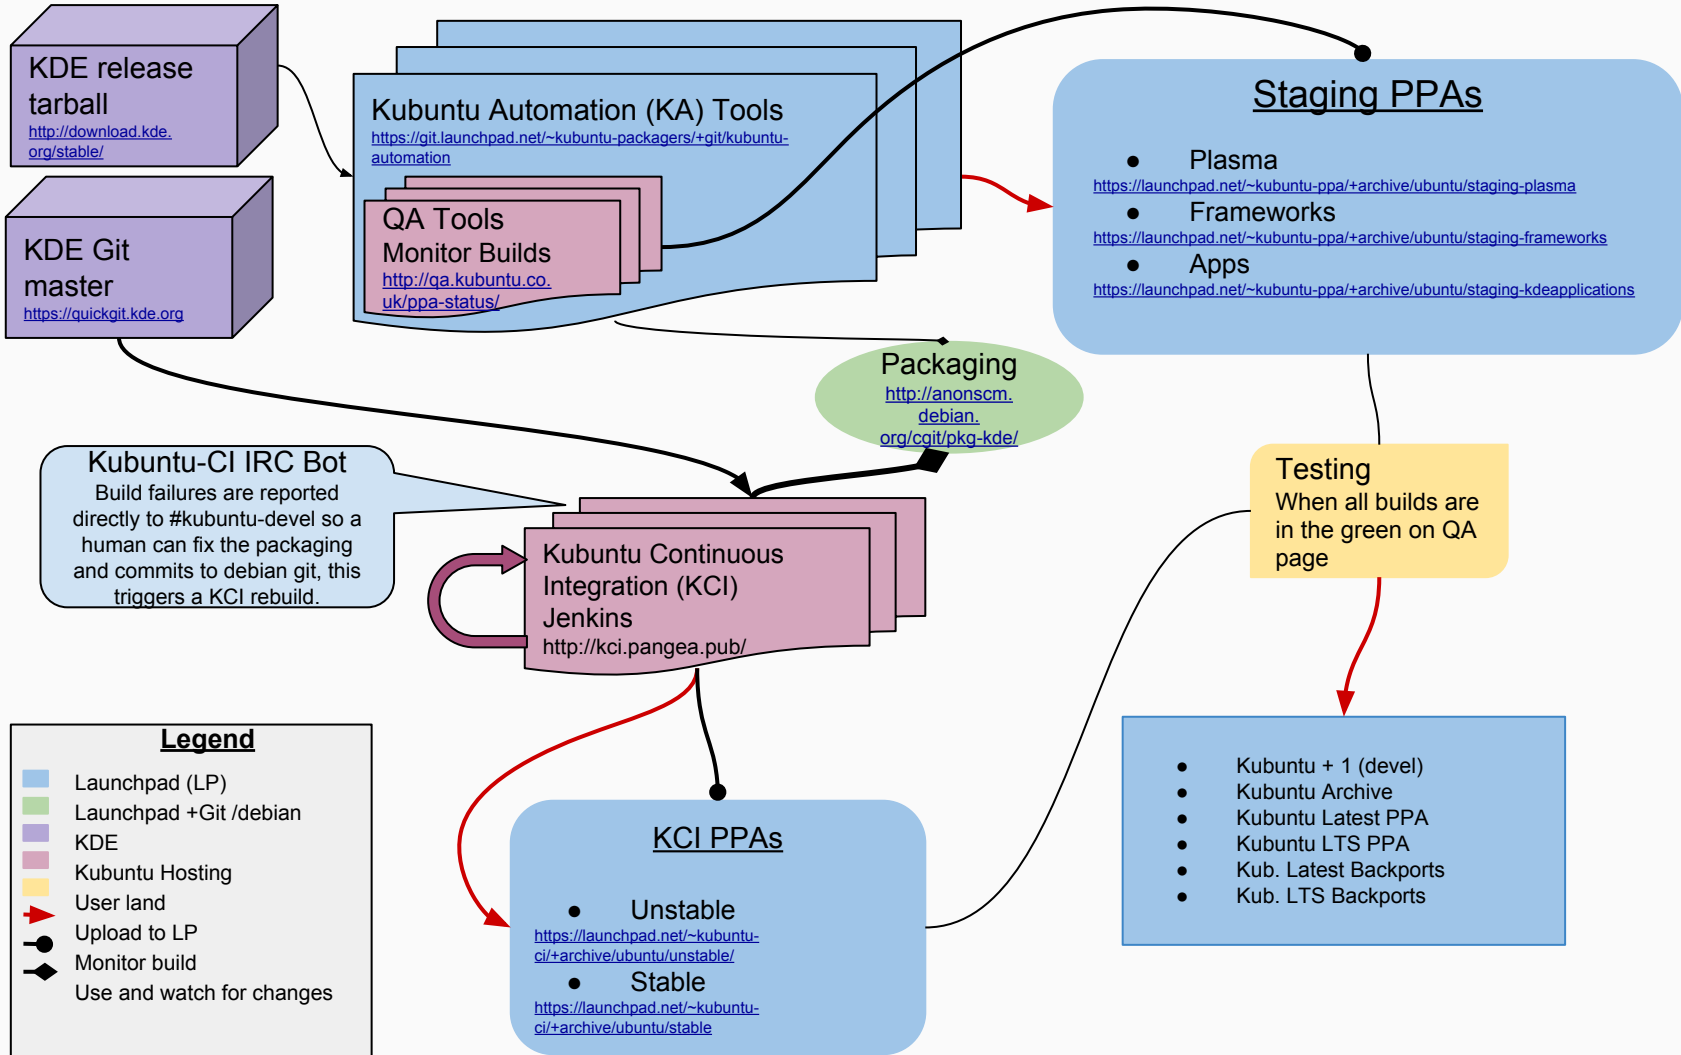 KDE release
tarball
http://download.kde.
org/stable/
KDE Git
master
https://quickgit.kde.org
Kubuntu Automation (KA) Tools
https://git.launchpad.net/~kubuntu-packagers/+git/kubuntu-
automation
QA Tools
Monitor Builds
http://qa.kubuntu.co.
uk/ppa-status/
Staging PPAs
● Plasma
https://launchpad.net/~kubuntu-ppa/+archive/ubuntu/staging-plasma
● Frameworks
https://launchpad.net/~kubuntu-ppa/+archive/ubuntu/staging-frameworks
● Apps
https://launchpad.net/~kubuntu-ppa/+archive/ubuntu/staging-kdeapplications
Packaging
http://anonscm.
debian.
org/cgit/pkg-kde/
Kubuntu-CI IRC Bot
Build failures are reported
directly to #kubuntu-devel so a
human can fix the packaging
and commits to debian git, this
triggers a KCI rebuild.
Kubuntu Continuous
Integration (KCI)
Jenkins
http://kci.pangea.pub/
Testing
When all builds are
in the green on QA
page
Legend
Launchpad (LP)
Launchpad +Git /debian
KDE
Kubuntu Hosting
User land
Upload to LP
Monitor build
Use and watch for changes
KCI PPAs
● Unstable
https://launchpad.net/~kubuntu-
ci/+archive/ubuntu/unstable/
● Stable
https://launchpad.net/~kubuntu-
ci/+archive/ubuntu/stable
● Kubuntu + 1 (devel)
● Kubuntu Archive
● Kubuntu Latest PPA
● Kubuntu LTS PPA
● Kub. Latest Backports
● Kub. LTS Backports